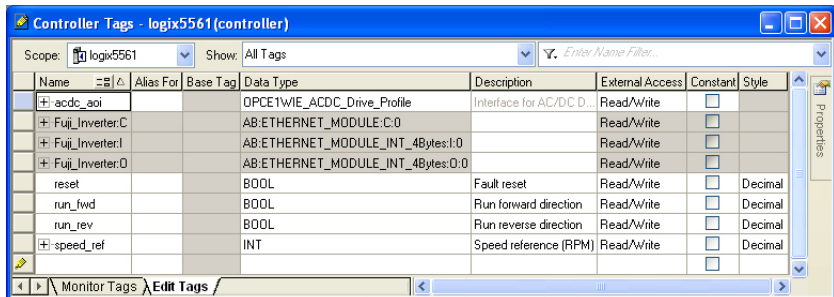 Controller Tags - logix5561(controller)
Scope: logix5561 Show: All Tags Enter Name Filter...
Name Alias For Base Tag Data Type Description External Access Constant Style
acdc_aoi OPCE1WIE_ACDC_Drive_Profile Interface for AC/DC D... Read/Write
Fuji_Inverter:C AB:ETHERNET_MODULE:C:0 Read/Write
Fuji_Inverter:I AB:ETHERNET_MODULE_INT_4Bytes:I:0 Read/Write
Fuji_Inverter:O AB:ETHERNET_MODULE_INT_4Bytes:O:0 Read/Write
reset BOOL Fault reset Read/Write Decimal
run_fwd BOOL Run forward direction Read/Write Decimal
run_rev BOOL Run reverse direction Read/Write Decimal
speed_ref INT Speed reference (RPM) Read/Write Decimal
Monitor Tags Edit Tags
Properties